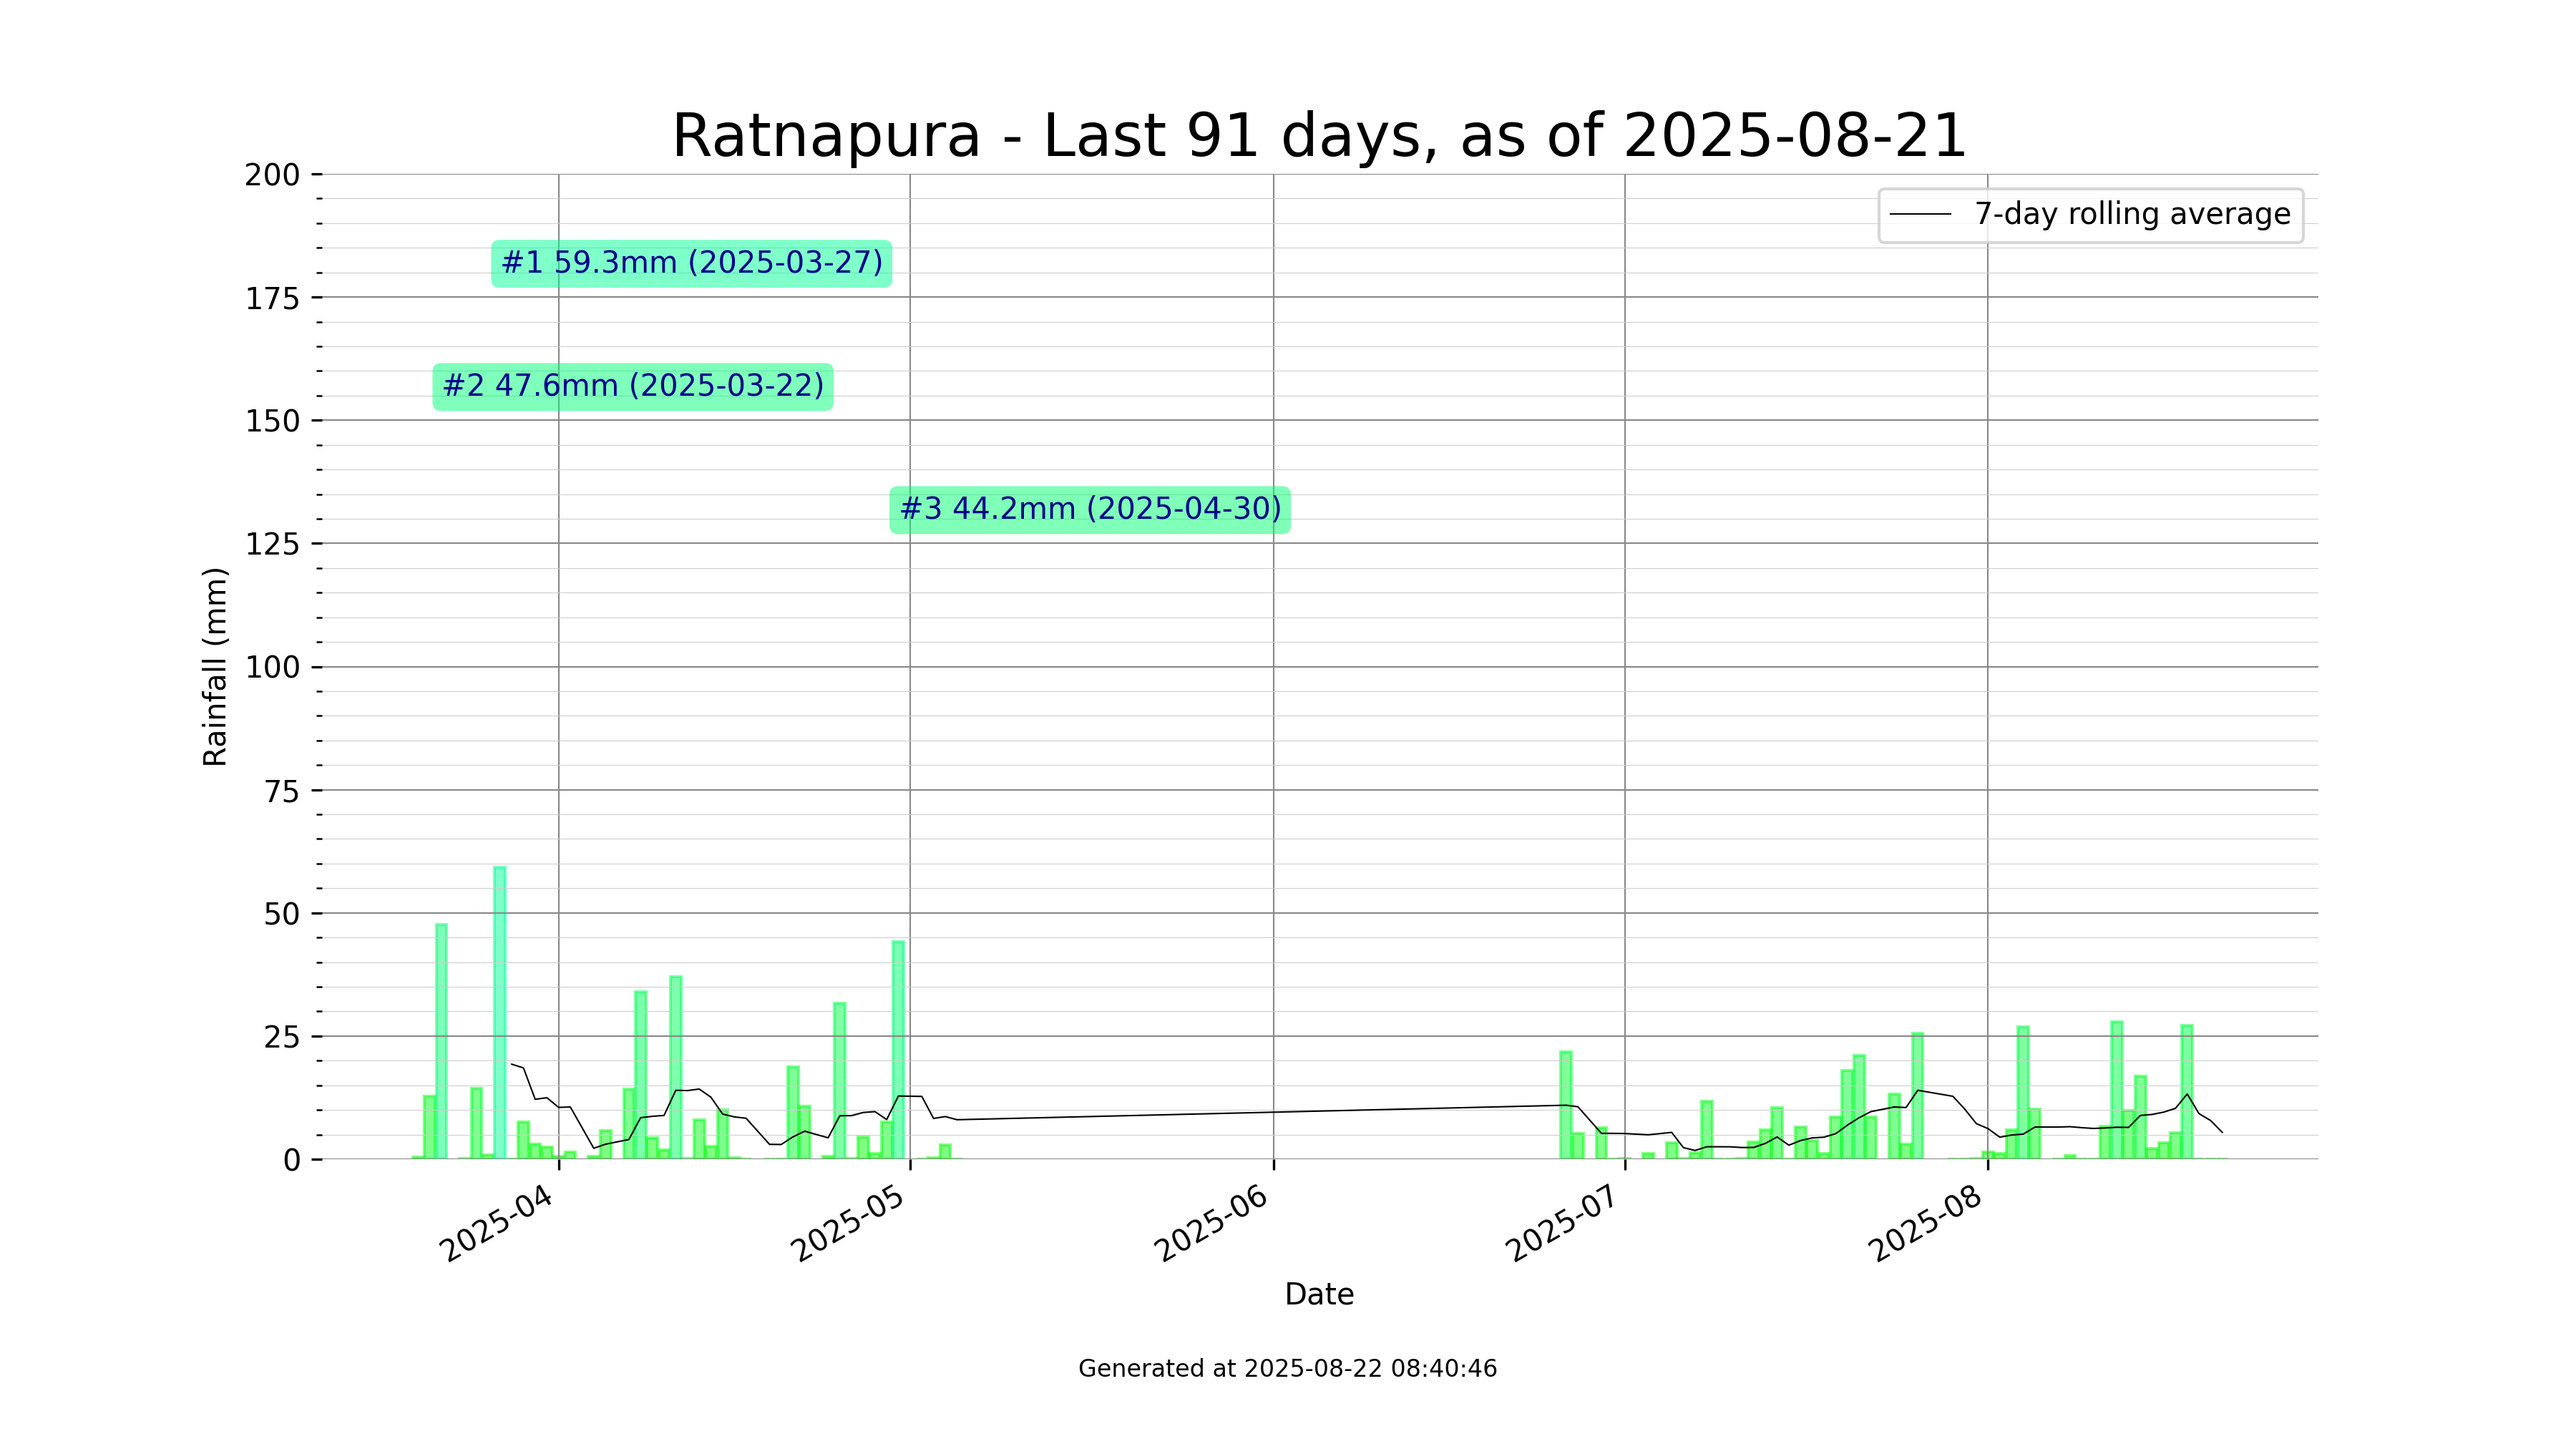 Ratnapura - Last 91 days, as of 2025-08-21
200
175
150
125
100
75
50
25
0
Rainfall (mm)
7-day rolling average
#1 59.3mm (2025-03-27)
#2 47.6mm (2025-03-22)
#3 44.2mm (2025-04-30)
2025-04
2025-05
2025-06
2025-07
2025-08
Date
Generated at 2025-08-22 08:40:46